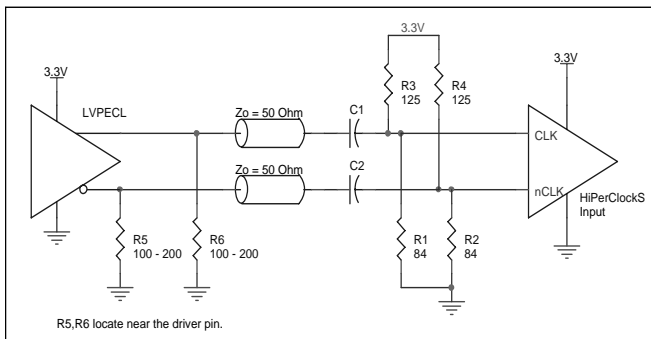 3.3V
3.3V
3.3V
R3
125
R4
125
LVPECL
Zo = 50 Ohm
C1
CLK
Zo = 50 Ohm
C2
nCLK
HiPerClockS
Input
R5
100 - 200
R6
100 - 200
R1
84
R2
84
R5,R6 locate near the driver pin.